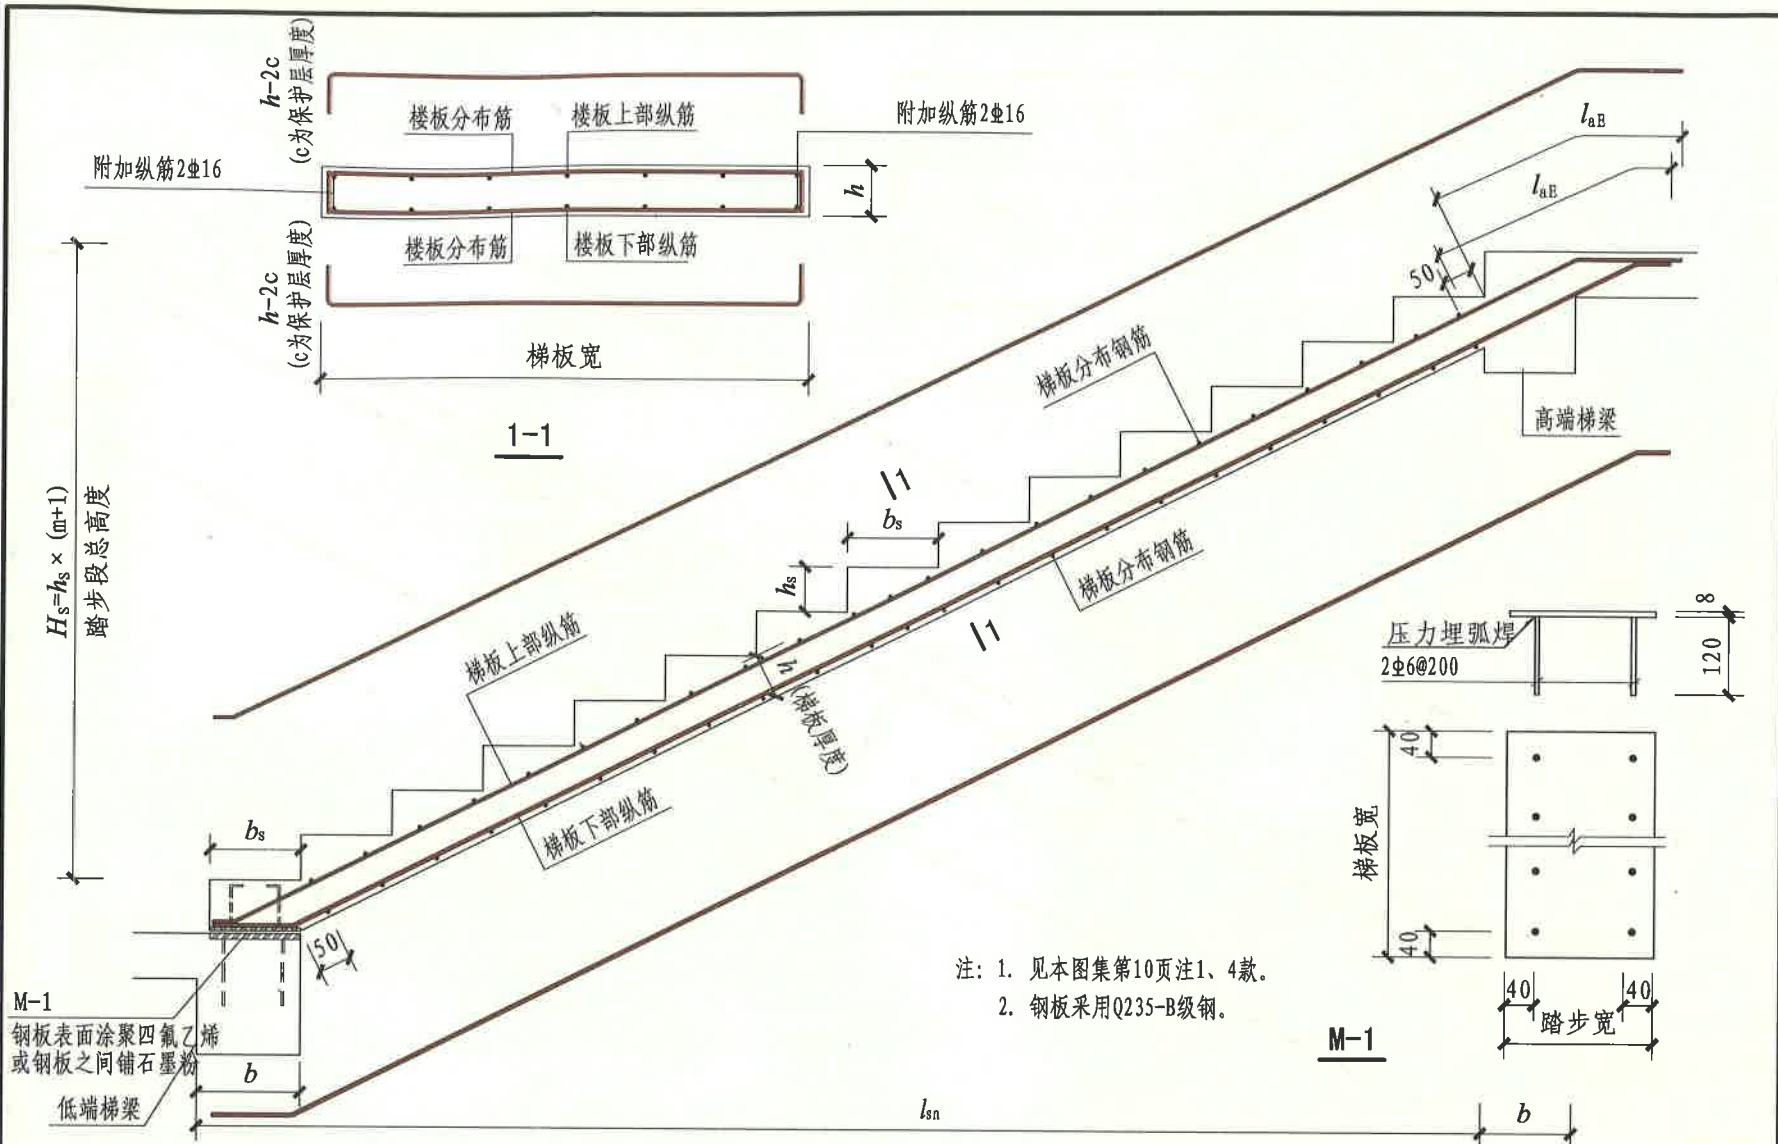 h-2c
(c为保护层厚度)
楼板分布筋
楼板上部纵筋
附加纵筋2⏀16
附加纵筋2⏀16
h
楼板分布筋
楼板下部纵筋
h-2c
(c为保护层厚度)
梯板宽
1-1
laE
laE
50
梯板分布钢筋
高端梯梁
Hs=hs×(m+1)
踏步段总高度
1
bs
hs
梯板分布钢筋
1
梯板上部纵筋
h
(梯板厚度)
梯板下部纵筋
bs
50
M-1
钢板表面涂聚四氟乙烯
或钢板之间铺石墨粉
b
低端梯梁
lsn
b
压力埋弧焊
2⏀6@200
8
120
40
梯板宽
40
40
40
踏步宽
M-1
注: 1. 见本图集第10页注1、4款。
2. 钢板采用Q235-B级钢。